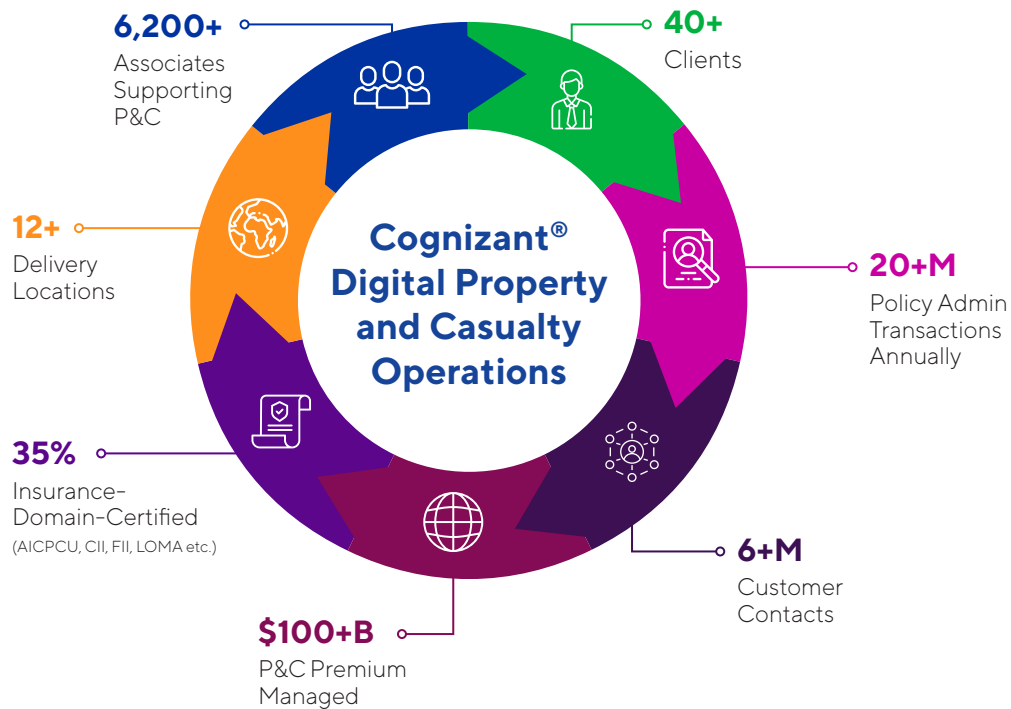 6,200+
Associates
Supporting
P&C
40+
Clients
12+
Delivery
Locations
Cognizant®
Digital Property
and Casualty
Operations
20+M
Policy Admin
Transactions
Annually
35%
Insurance-
Domain-Certified
(AICPCU, CII, FII, LOMA etc.)
6+M
Customer
Contacts
$100+B
P&C Premium
Managed